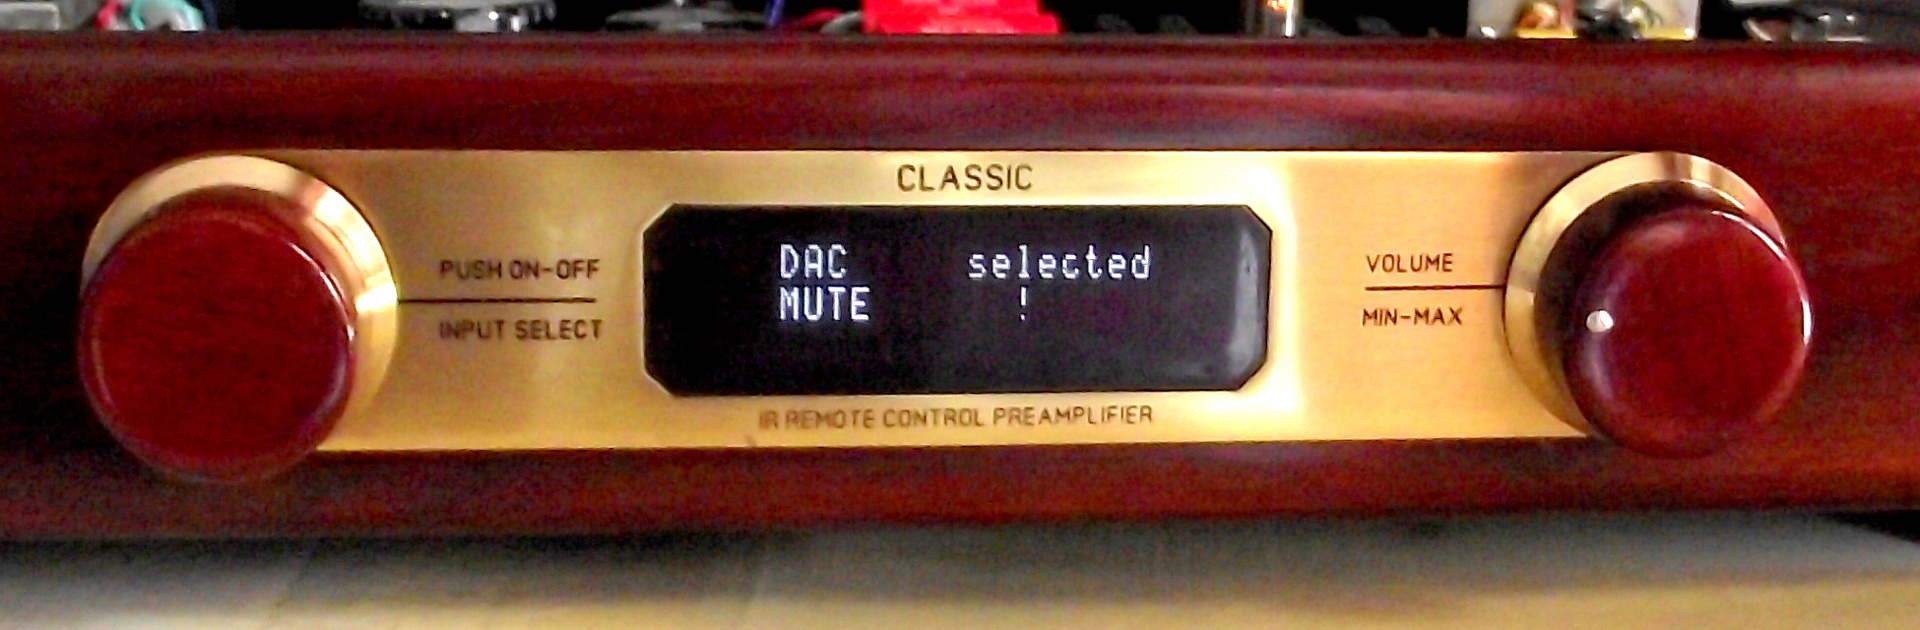 CLASSIC
PUSH ON-OFF
INPUT SELECT
DAC selected
MUTE !
VOLUME
MIN-MAX
IR REMOTE CONTROL PREAMPLIFIER